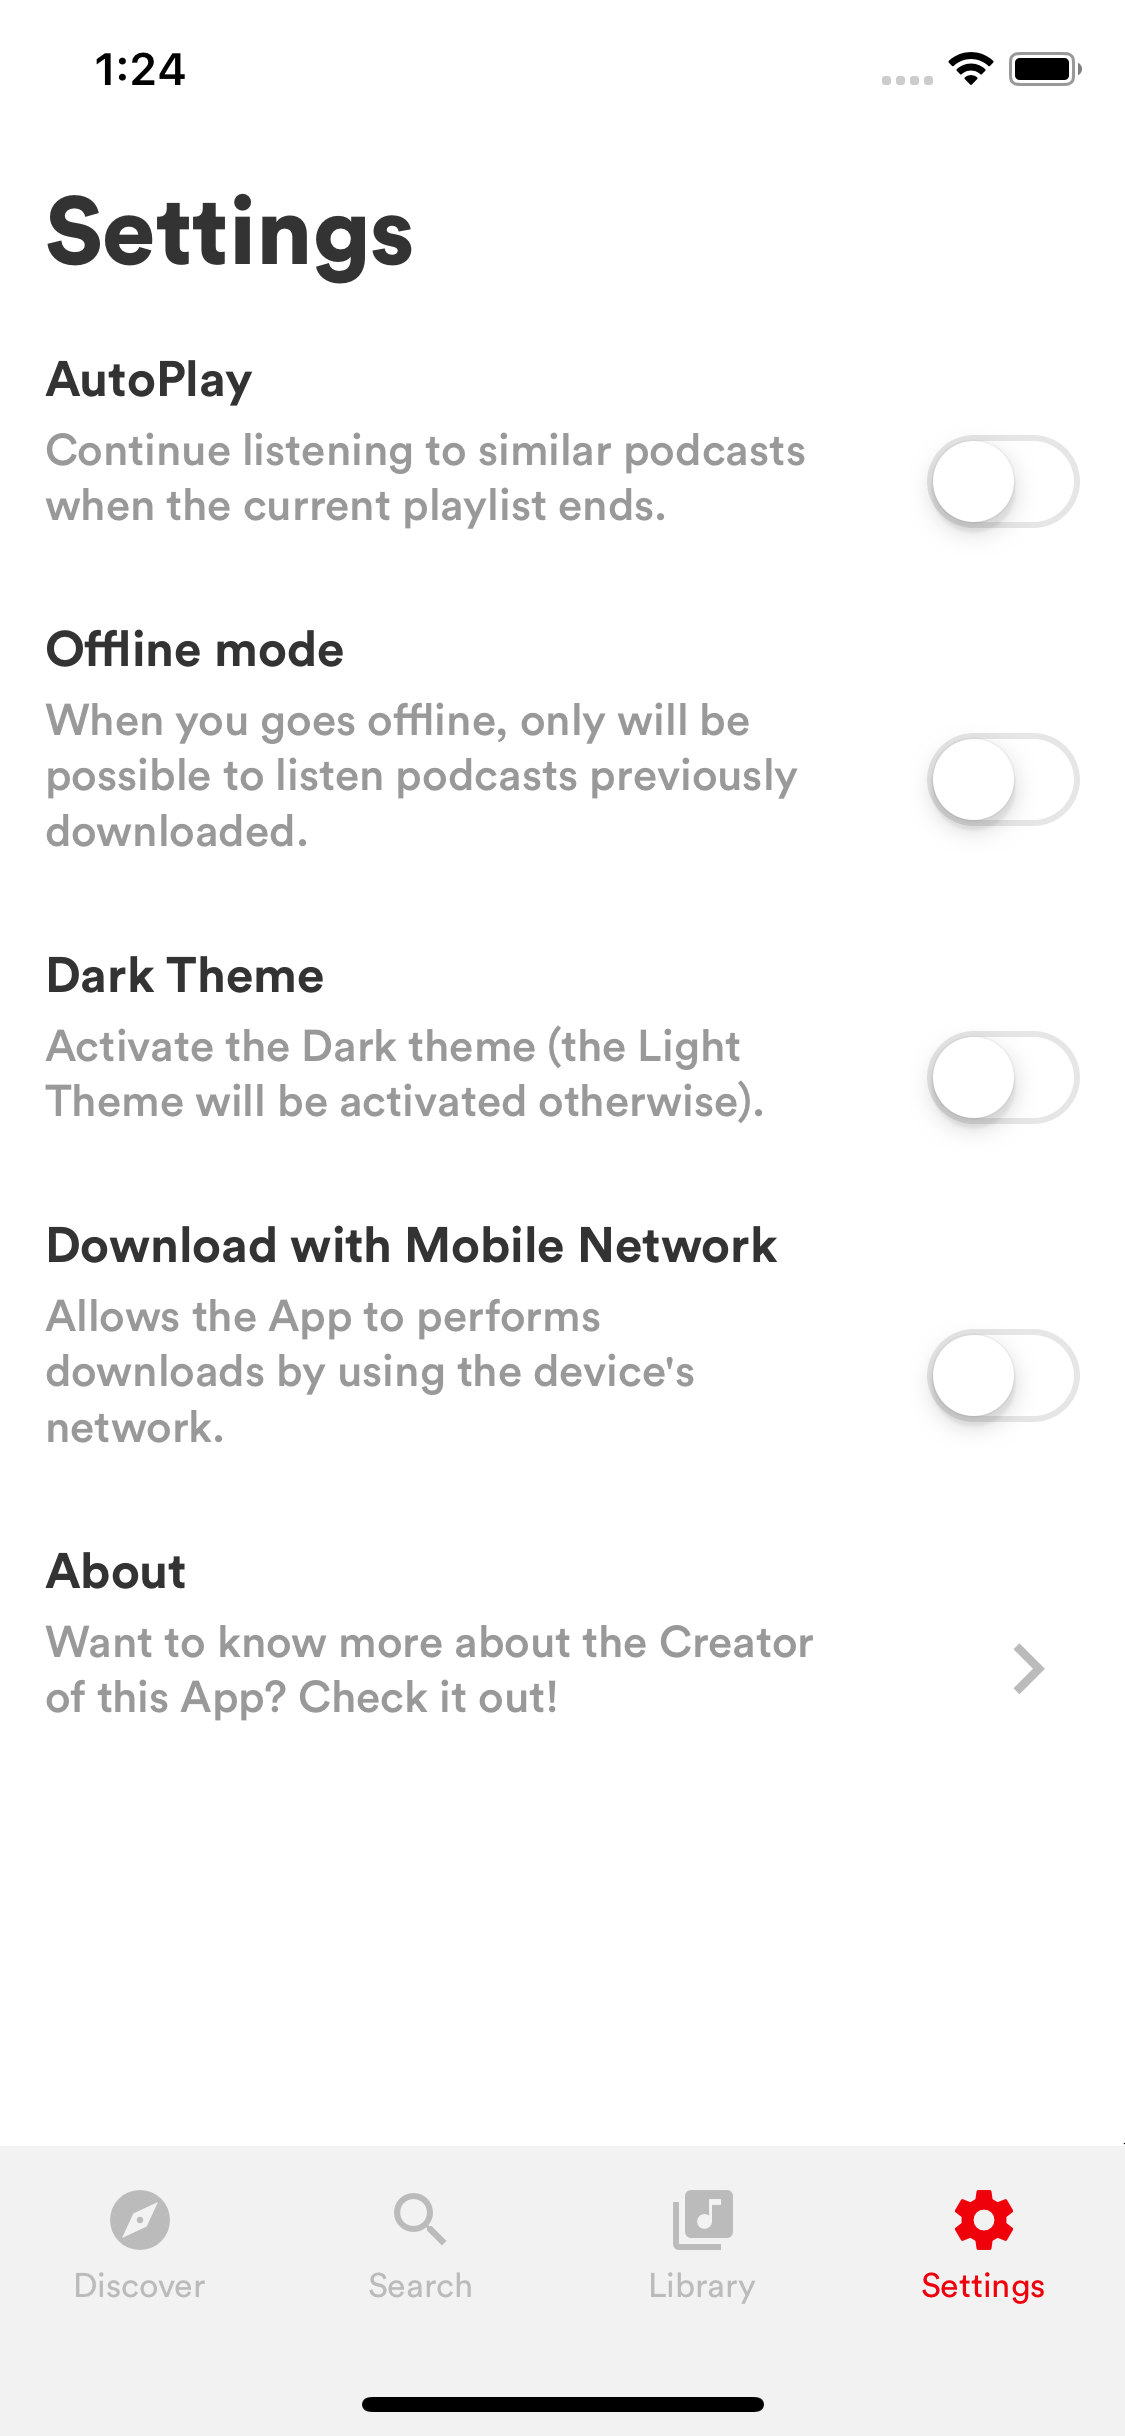 1:24
Settings
AutoPlay
Continue listening to similar podcasts
when the current playlist ends.
Offline mode
When you goes offline, only will be
possible to listen podcasts previously
downloaded.
Dark Theme
Activate the Dark theme (the Light
Theme will be activated otherwise).
Download with Mobile Network
Allows the App to performs
downloads by using the device's
network.
About
Want to know more about the Creator
of this App? Check it out!
Discover
Search
Library
Settings